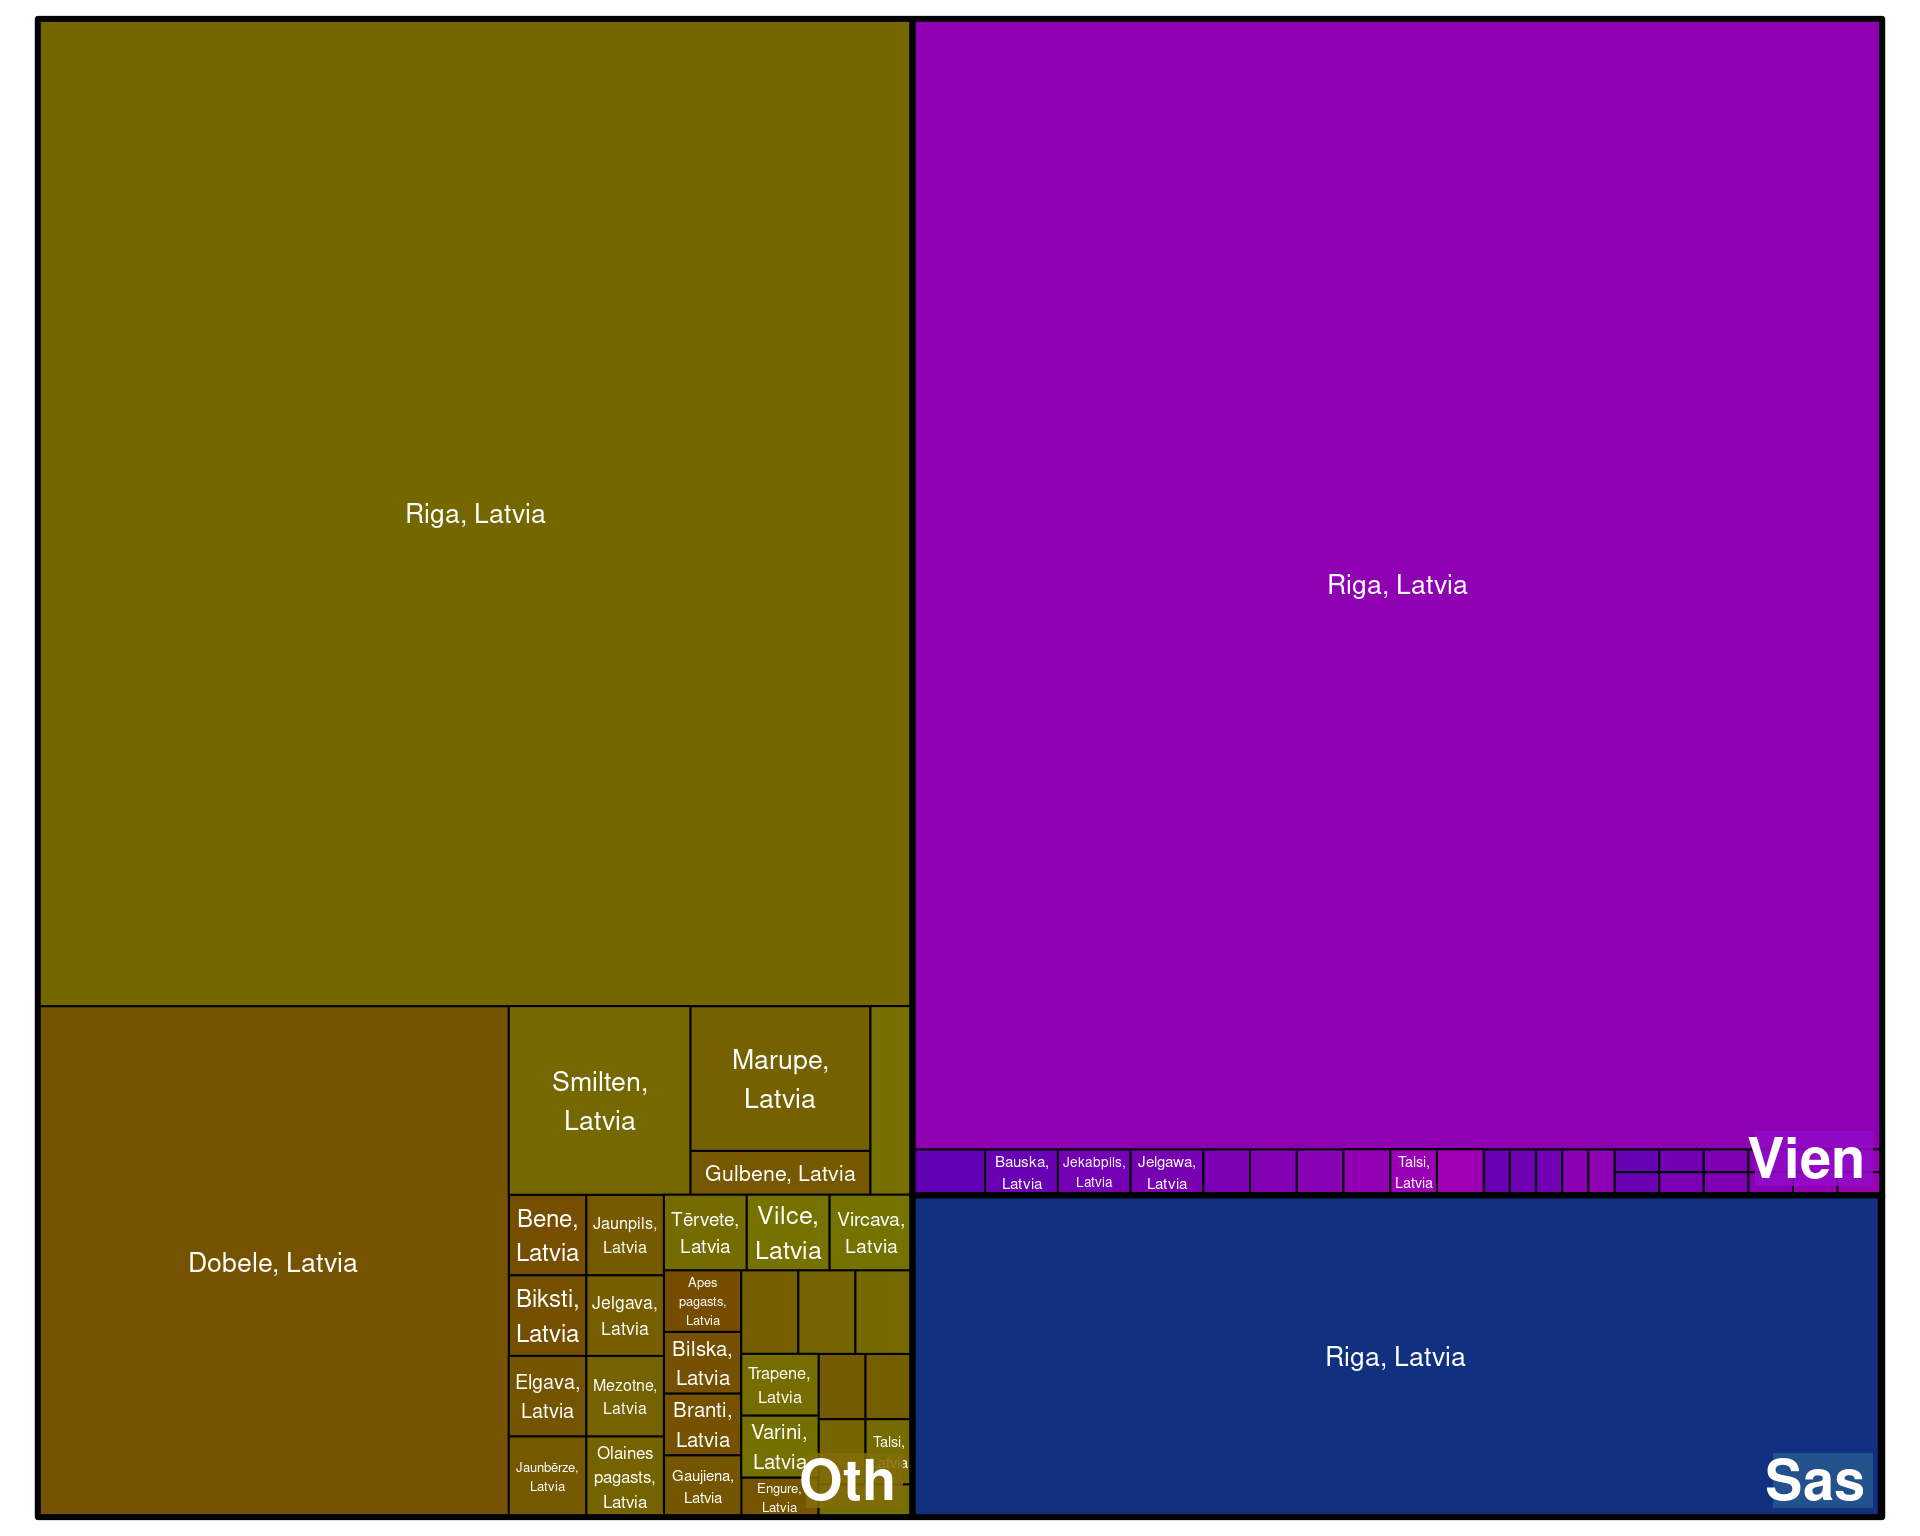 Riga, Latvia
Dobele, Latvia
Smilten,
Latvia
Marupe,
Latvia
Gulbene, Latvia
Bene,
Latvia
Jaunpils,
Latvia
Tērvete,
Latvia
Vilce,
Latvia
Vircava,
Latvia
Biksti,
Latvia
Jelgava,
Latvia
Apes
pagasts,
Latvia
Bilska,
Latvia
Elgava,
Latvia
Mezotne,
Latvia
Branti,
Latvia
Trapene,
Latvia
Varini,
Latvia
Talsi,
Latvia
Jaunbērze,
Latvia
Olaines
pagasts,
Latvia
Gaujiena,
Latvia
Engure,
Latvia
Oth
Riga, Latvia
Bauska,
Latvia
Jekabpils,
Latvia
Jelgawa,
Latvia
Talsi,
Latvia
Vien
Riga, Latvia
Sas